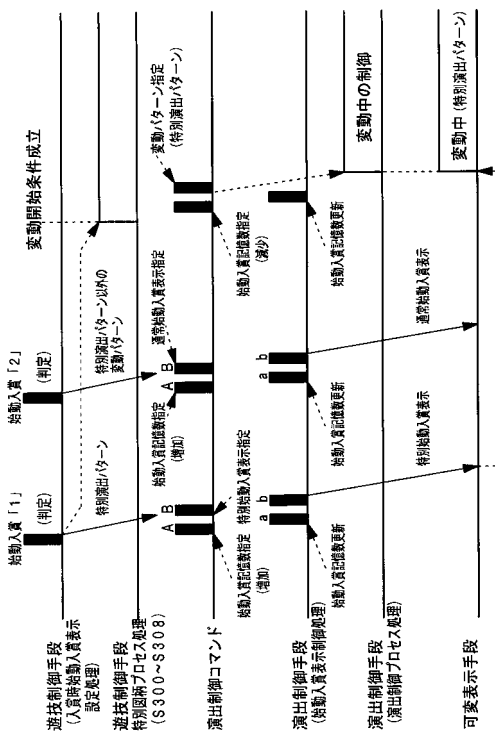 始動入賞「1」
(判定)
始動入賞「2」
(判定)
変動開始条件成立
遊技制御手段
(入賞時始動入賞表示
設定処理)
特別演出パターン
特別演出パターン以外の
変動パターン
遊技制御手段
特別図柄プロセス処理)
(S300~S308)
A
B
A
B
始動入賞記憶数指定
(増加)
通常始動入賞表示指定
変動パターン指定
(特別演出パターン)
演出制御コマンド
始動入賞記憶数指定
(増加)
特別始動入賞表示指定
始動入賞記憶数指定
(減少)
a
b
a
b
演出制御手段
(始動入賞表示制御処理)
始動入賞記憶数更新
始動入賞記憶数更新
始動入賞記憶数更新
演出制御手段
(演出制御プロセス処理)
特別始動入賞表示
通常始動入賞表示
変動中の制御
可変表示手段
変動中(特別演出パターン)